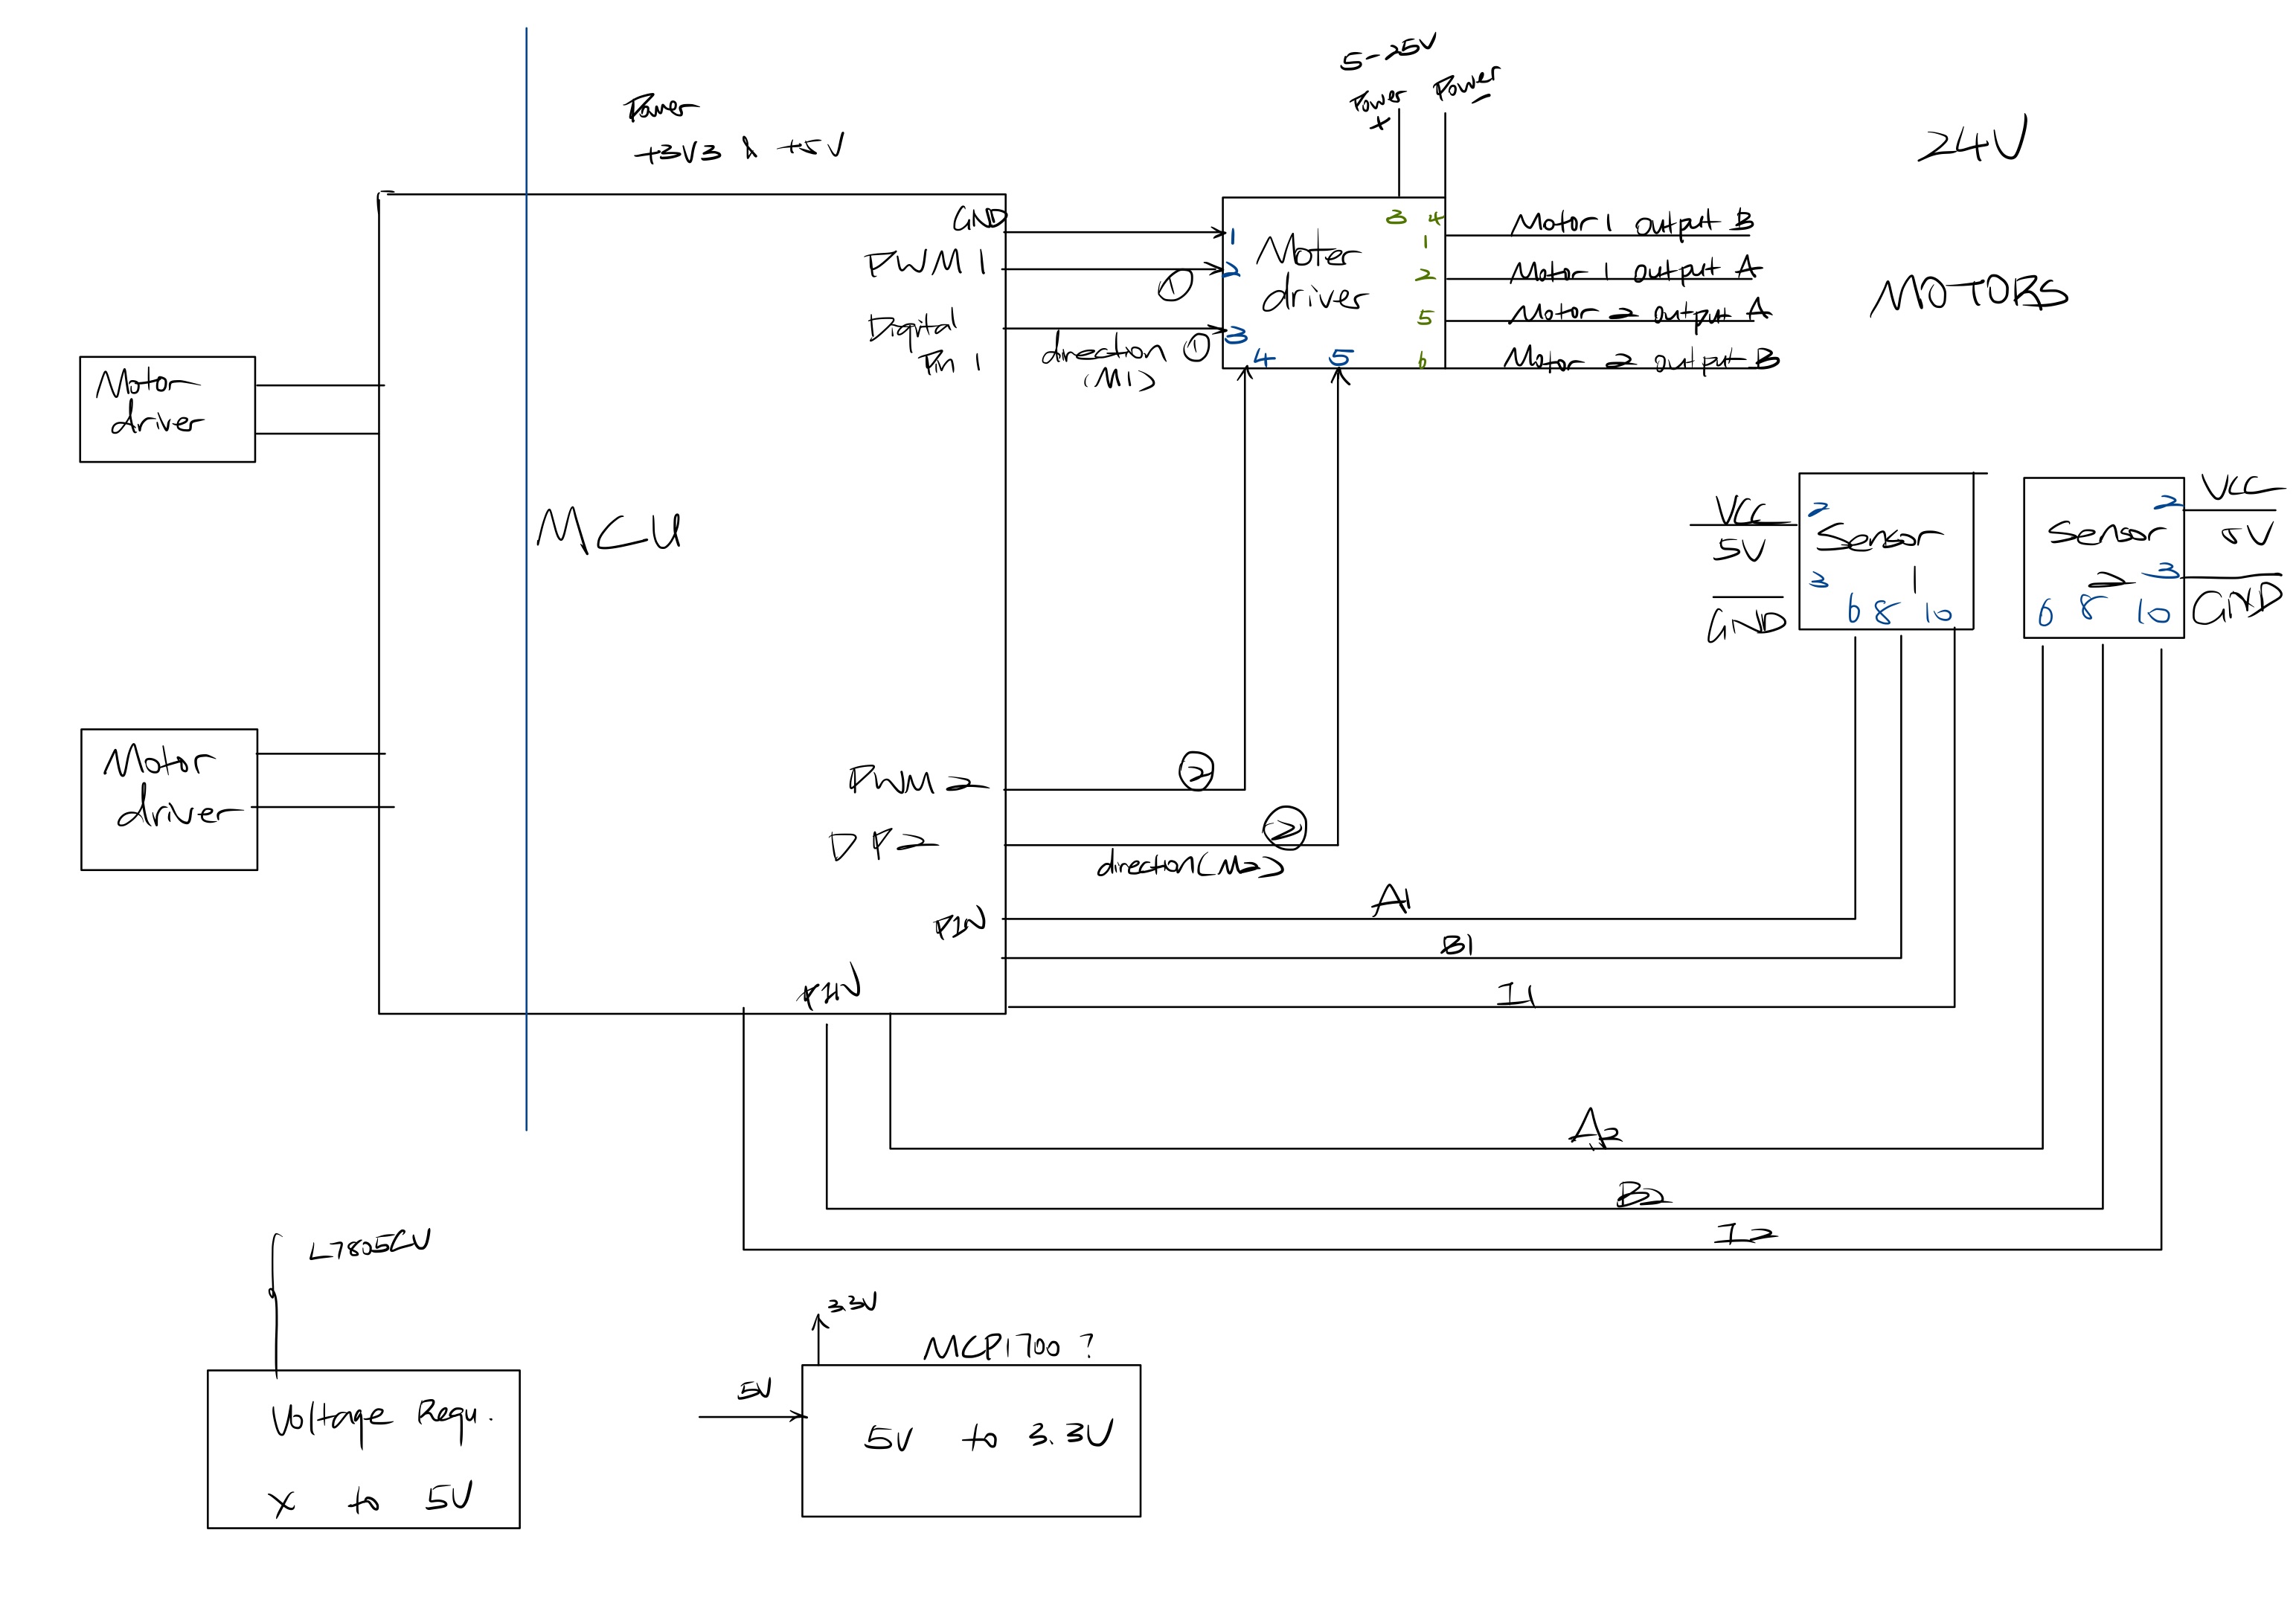 5-25V
Power
+
Power
-
Power
+3V3 & +5V
24V
GND
PWM 1
Digital
Pin 1
1
2
3
4
5
①
direction ①
(M1)
Moter
driver
3 4
1
2
5
6
Motor 1 output B
Motor 1 output A
Motor 2 output A
Motor 2 output B
MOTORS
Motor
driver
MCU
VCC
5V
GND
2
Sensor
3
1
6 8 10
2
Sensor
2
3
6 8 10
VCC
5V
GND
Motor
driver
PWM 2
②
DP2
②
direction (M2)
PIN
A1
B1
I1
PIN
A2
B2
I2
L7805CV
Voltage Regu.
X to 5V
3.3V
MCP1700 ?
5V
5V to 3.3V